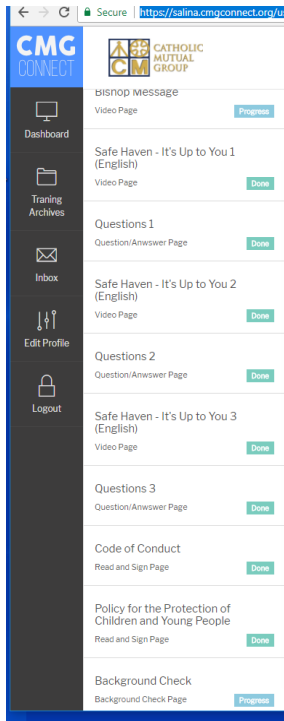 Secure | https://salina.cmgconnect.org/u
CMG
CONNECT
CATHOLIC
MUTUAL
GROUP
CM
Dashboard
Traning
Archives
Inbox
Edit Profile
Logout
Bishop Message
Video Page
Progress
Safe Haven - It's Up to You 1
(English)
Video Page
Done
Questions 1
Question/Anwswer Page
Done
Safe Haven - It's Up to You 2
(English)
Video Page
Done
Questions 2
Question/Anwswer Page
Done
Safe Haven - It's Up to You 3
(English)
Video Page
Done
Questions 3
Question/Anwswer Page
Done
Code of Conduct
Read and Sign Page
Done
Policy for the Protection of
Children and Young People
Read and Sign Page
Done
Background Check
Background Check Page
Progress